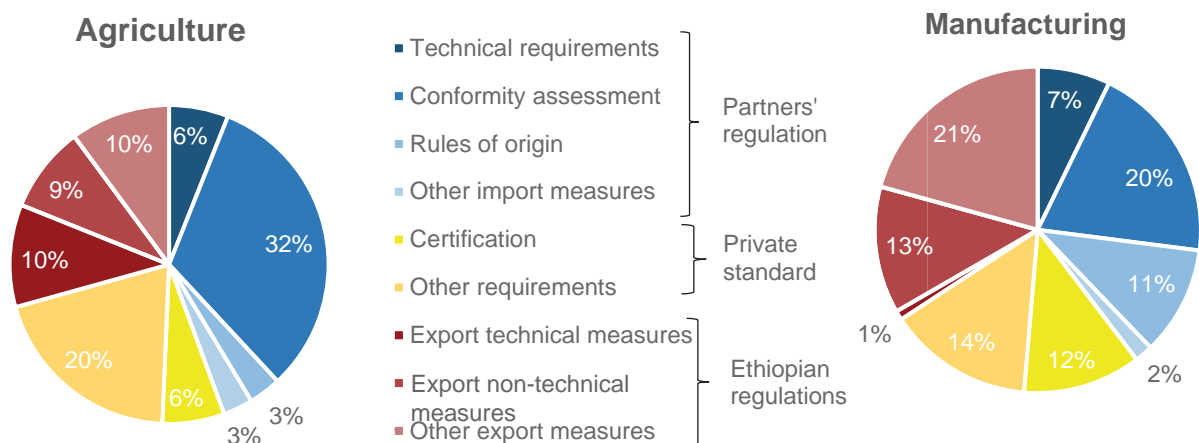 Agriculture
6%
32%
3%
3%
6%
20%
10%
9%
10%
Technical requirements
Conformity assessment
Rules of origin
Other import measures
Certification
Other requirements
Export technical measures
Export non-technical
measures
Other export measures
Partners'
regulation
Private
standard
Ethiopian
regulations
Manufacturing
7%
20%
11%
2%
12%
14%
1%
13%
21%